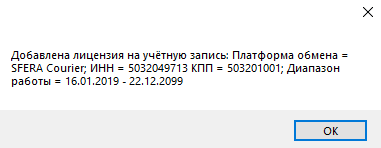 Добавлена лицензия на учётную запись: Платформа обмена =
SFERA Courier; ИНН = 5032049713 КПП = 503201001; Диапазон
работы = 16.01.2019 - 22.12.2099
OK